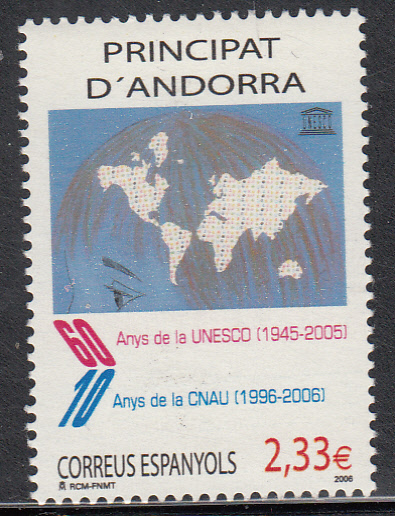 PRINCIPAT
D´ANDORRA
UNESCO
60 Anys de la UNESCO (1945-2005)
10 Anys de la CNAU (1996-2006)
CORREUS ESPANYOLS 2,33€
RCM-FNMT 2006